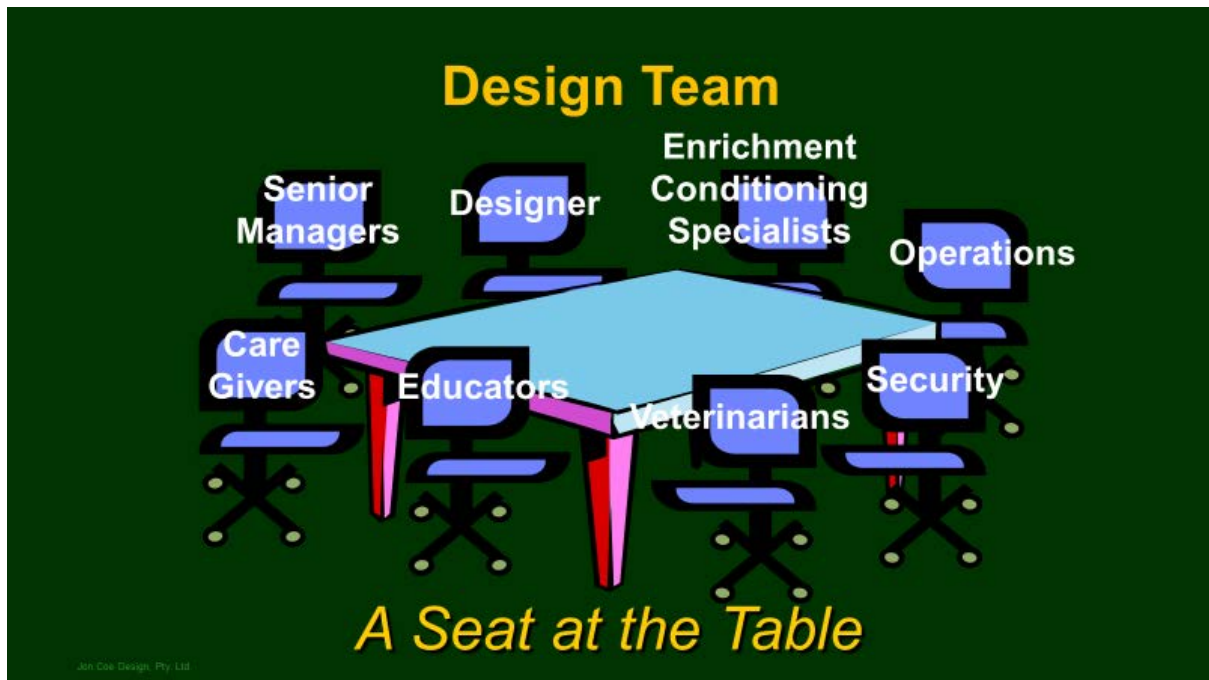 Design Team
Senior
Managers
Designer
Enrichment
Conditioning
Specialists
Operations
Care
Givers
Educators
Veterinarians
Security
A Seat at the Table
Jon Coe Design, Pty. Ltd